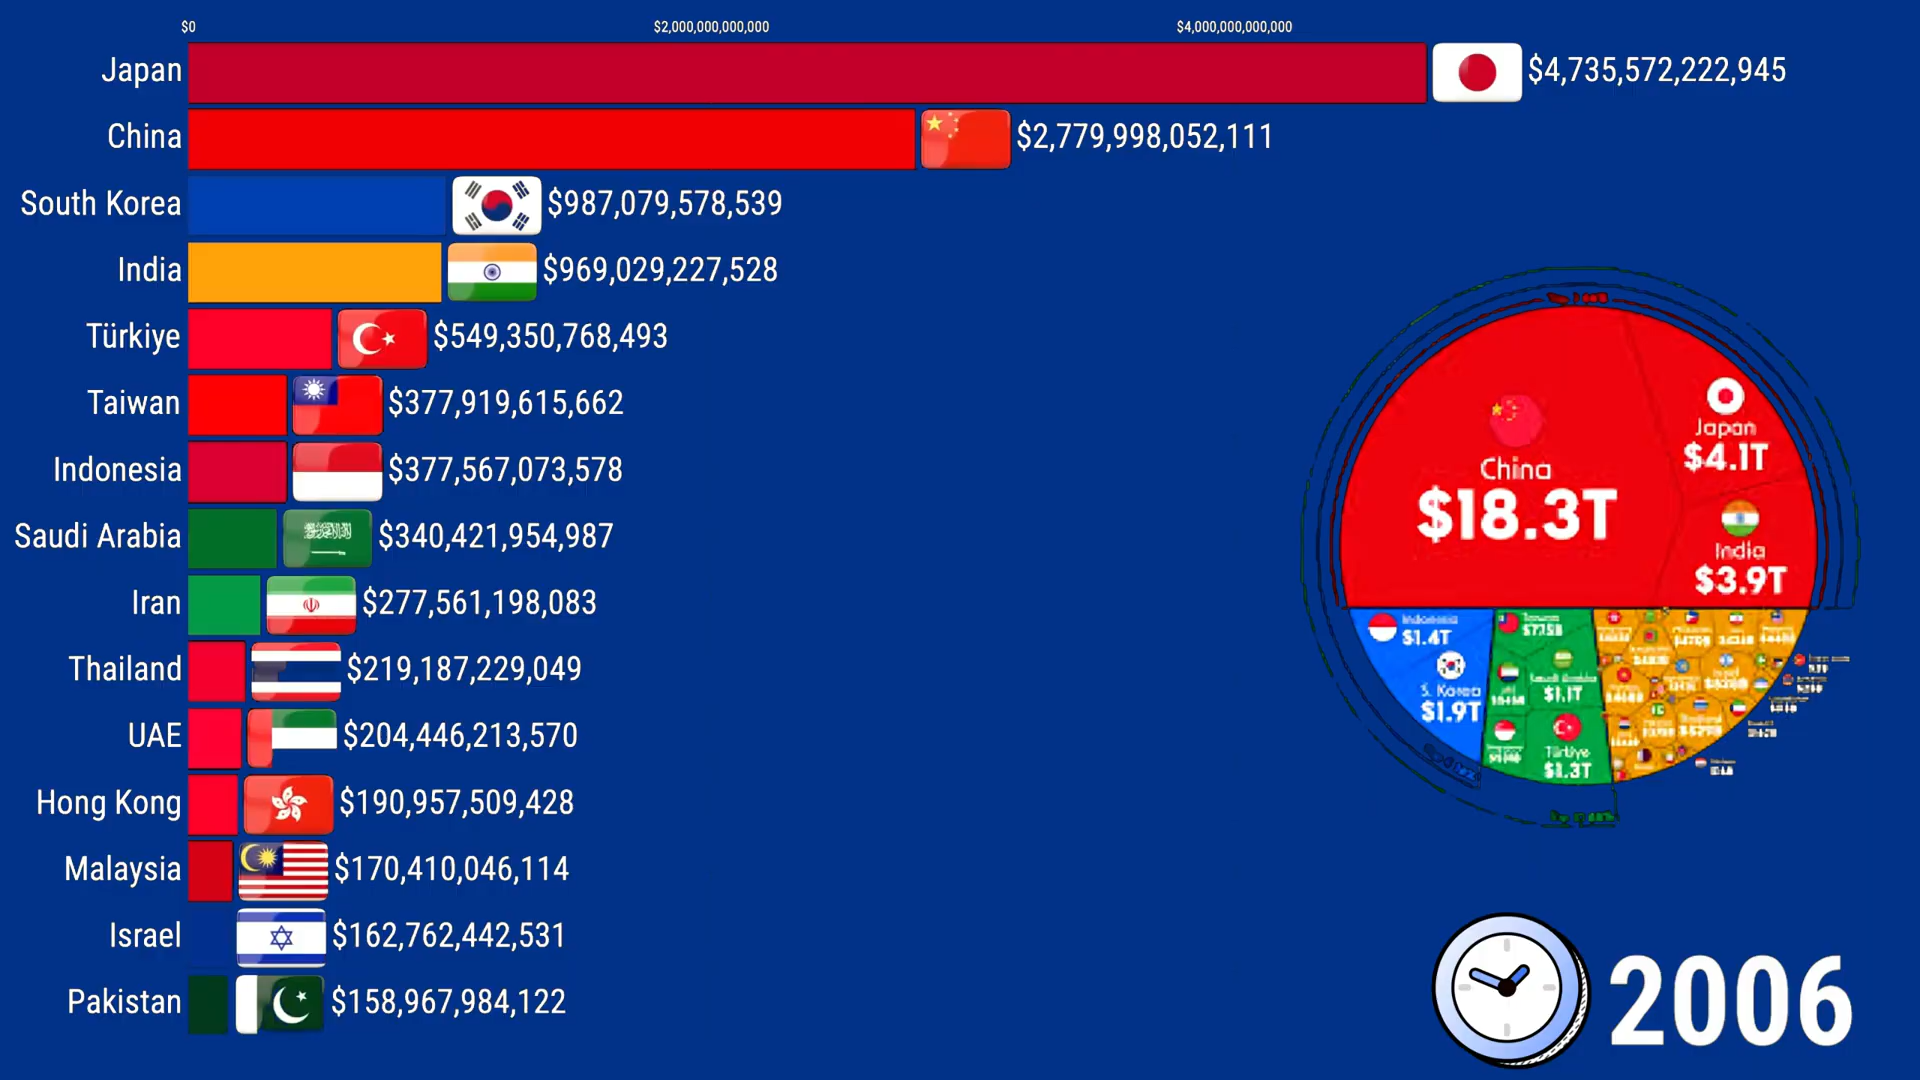 $0
$2,000,000,000,000
$4,000,000,000,000
Japan
$4,735,572,222,945
China
$2,779,998,052,111
South Korea
$987,079,578,539
India
$969,029,227,528
Türkiye
$549,350,768,493
Taiwan
$377,919,615,662
Indonesia
$377,567,073,578
Saudi Arabia
$340,421,954,987
Iran
$277,561,198,083
Thailand
$219,187,229,049
UAE
$204,446,213,570
Hong Kong
$190,957,509,428
Malaysia
$170,410,046,114
Israel
$162,762,442,531
Pakistan
$158,967,984,122
China
$18.3T
Japan
$4.1T
India
$3.9T
Indonesia
$1.4T
S. Korea
$1.9T
Saudi Arabia
$1.1T
Türkiye
$1.3T
2006